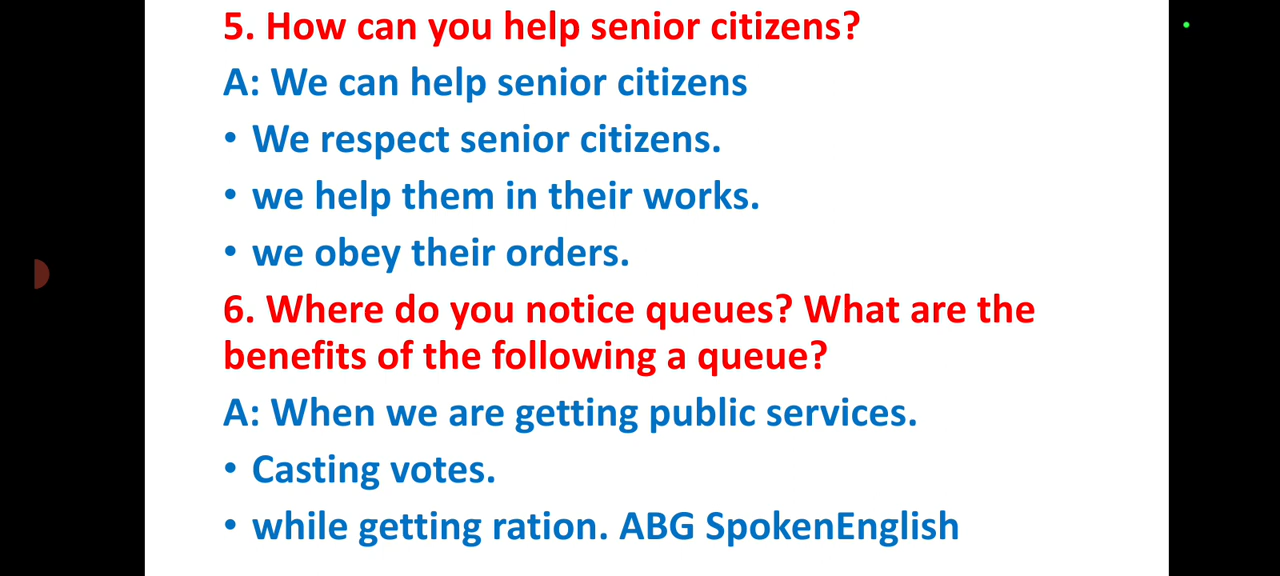 5. How can you help senior citizens?
A: We can help senior citizens
• We respect senior citizens.
• we help them in their works.
• we obey their orders.
6. Where do you notice queues? What are the
benefits of the following a queue?
A: When we are getting public services.
• Casting votes.
• while getting ration. ABG SpokenEnglish